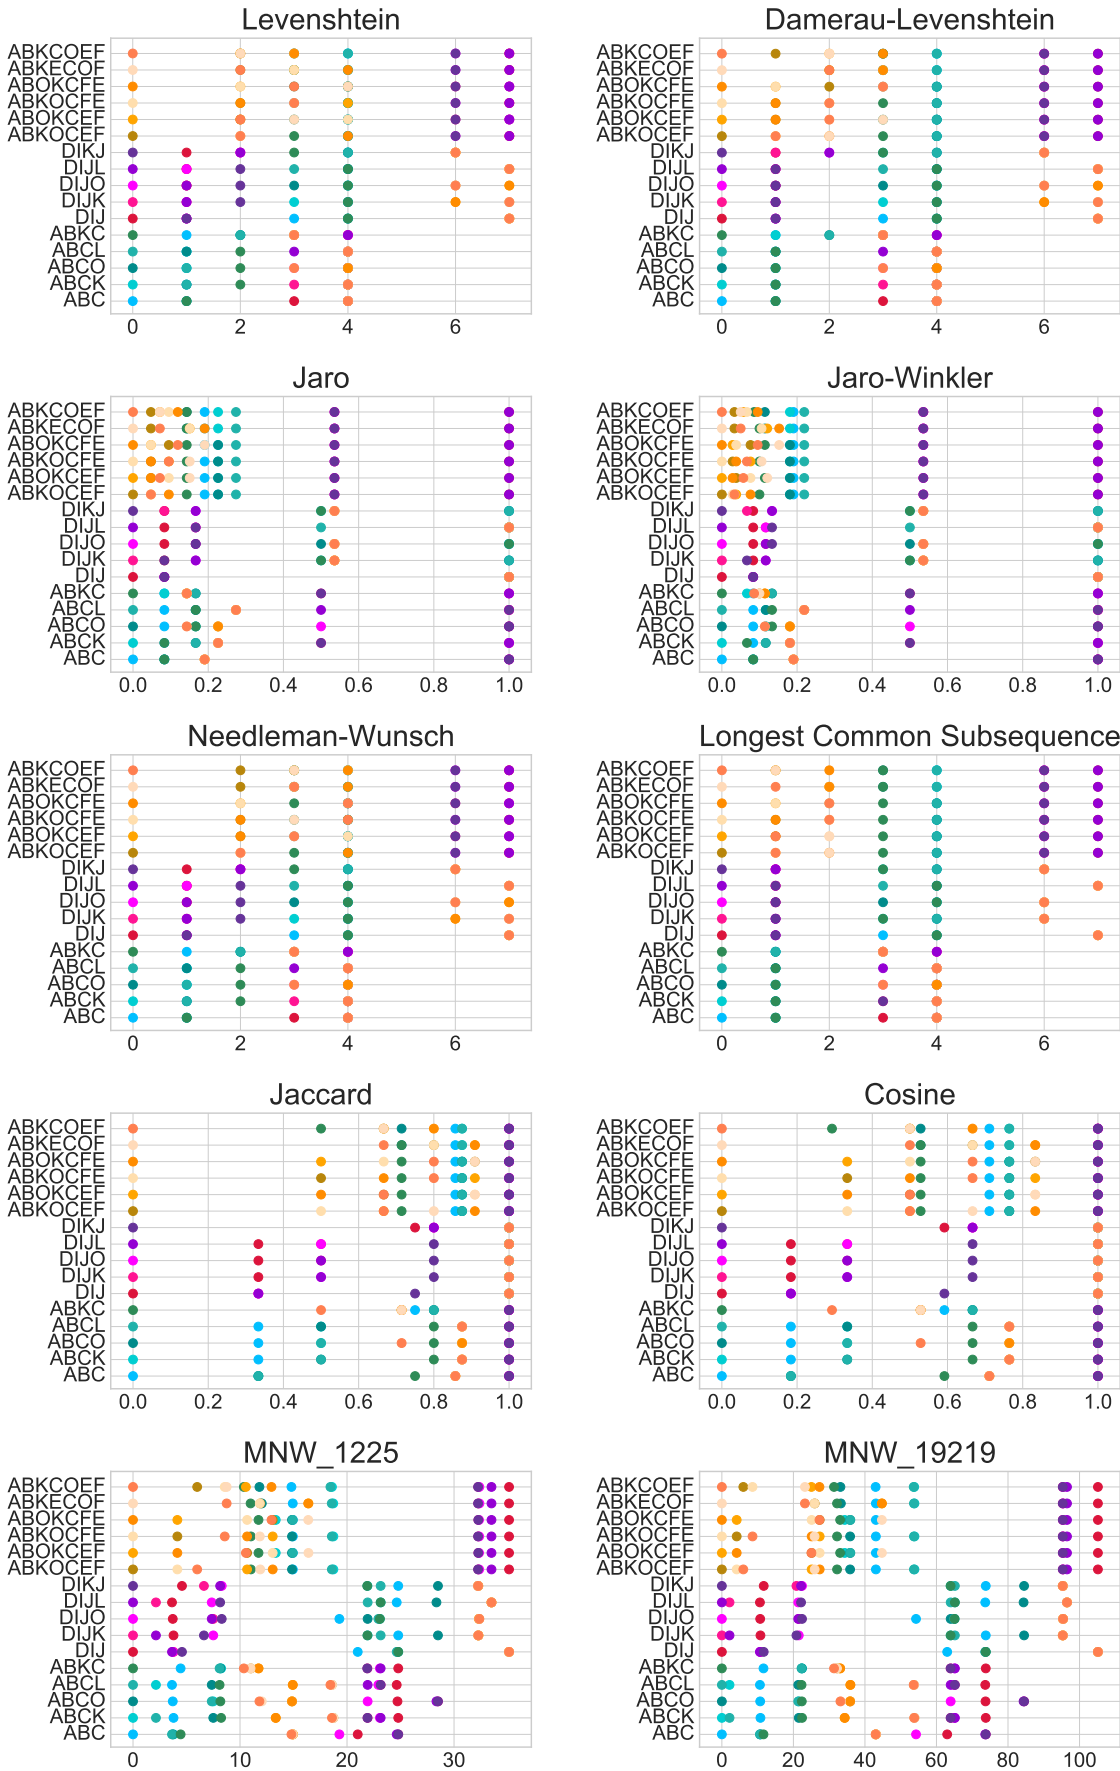 Levenshtein
ABKCOEF
ABKECOF
ABOKCFE
ABKOCFE
ABOKCEF
ABKOCEF
DIKJ
DIJL
DIJO
DIJK
DIJ
ABKC
ABCL
ABCO
ABCK
ABC
0 2 4 6
Damerau-Levenshtein
ABKCOEF
ABKECOF
ABOKCFE
ABKOCFE
ABOKCEF
ABKOCEF
DIKJ
DIJL
DIJO
DIJK
DIJ
ABKC
ABCL
ABCO
ABCK
ABC
0 2 4 6
Jaro
ABKCOEF
ABKECOF
ABOKCFE
ABKOCFE
ABOKCEF
ABKOCEF
DIKJ
DIJL
DIJO
DIJK
DIJ
ABKC
ABCL
ABCO
ABCK
ABC
0.0 0.2 0.4 0.6 0.8 1.0
Jaro-Winkler
ABKCOEF
ABKECOF
ABOKCFE
ABKOCFE
ABOKCEF
ABKOCEF
DIKJ
DIJL
DIJO
DIJK
DIJ
ABKC
ABCL
ABCO
ABCK
ABC
0.0 0.2 0.4 0.6 0.8 1.0
Needleman-Wunsch
ABKCOEF
ABKECOF
ABOKCFE
ABKOCFE
ABOKCEF
ABKOCEF
DIKJ
DIJL
DIJO
DIJK
DIJ
ABKC
ABCL
ABCO
ABCK
ABC
0 2 4 6
Longest Common Subsequence
ABKCOEF
ABKECOF
ABOKCFE
ABKOCFE
ABOKCEF
ABKOCEF
DIKJ
DIJL
DIJO
DIJK
DIJ
ABKC
ABCL
ABCO
ABCK
ABC
0 2 4 6
Jaccard
ABKCOEF
ABKECOF
ABOKCFE
ABKOCFE
ABOKCEF
ABKOCEF
DIKJ
DIJL
DIJO
DIJK
DIJ
ABKC
ABCL
ABCO
ABCK
ABC
0.0 0.2 0.4 0.6 0.8 1.0
Cosine
ABKCOEF
ABKECOF
ABOKCFE
ABKOCFE
ABOKCEF
ABKOCEF
DIKJ
DIJL
DIJO
DIJK
DIJ
ABKC
ABCL
ABCO
ABCK
ABC
0.0 0.2 0.4 0.6 0.8 1.0
MNW_1225
ABKCOEF
ABKECOF
ABOKCFE
ABKOCFE
ABOKCEF
ABKOCEF
DIKJ
DIJL
DIJO
DIJK
DIJ
ABKC
ABCL
ABCO
ABCK
ABC
0 10 20 30
MNW_19219
ABKCOEF
ABKECOF
ABOKCFE
ABKOCFE
ABOKCEF
ABKOCEF
DIKJ
DIJL
DIJO
DIJK
DIJ
ABKC
ABCL
ABCO
ABCK
ABC
0 20 40 60 80 100